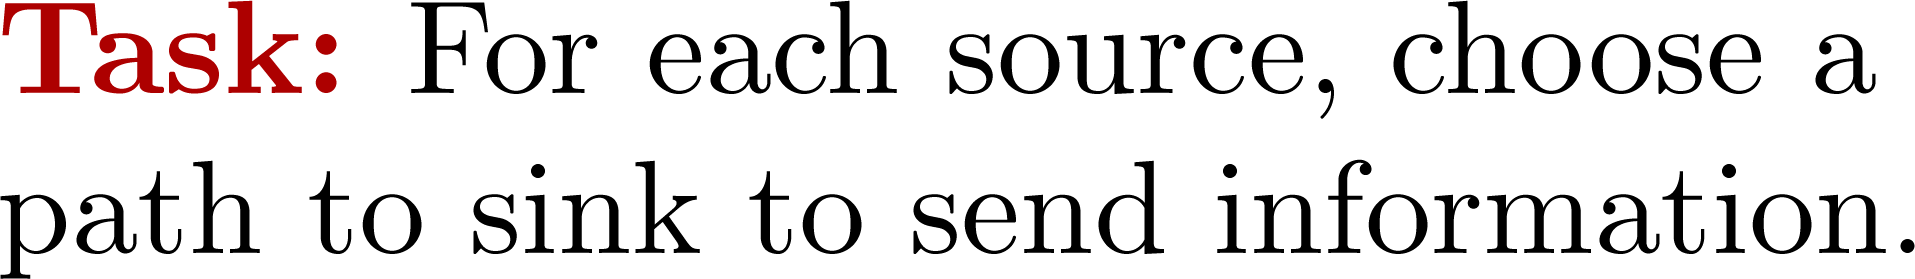 Task: For each source, choose a
path to sink to send information.